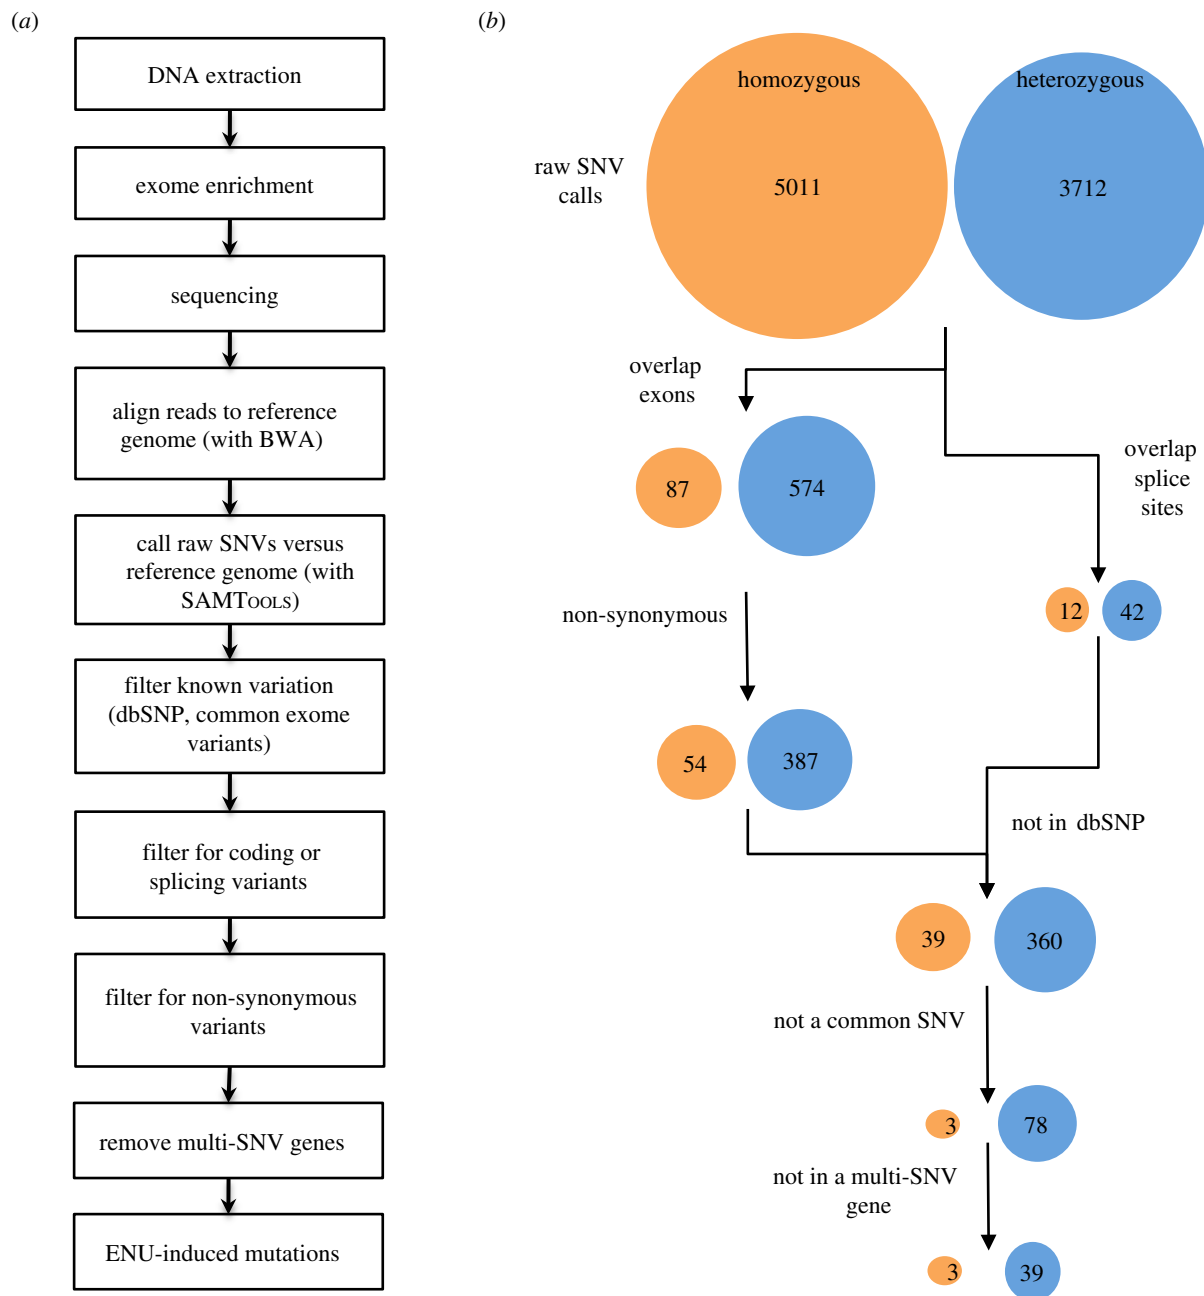 (a)
DNA extraction
exome enrichment
sequencing
align reads to reference
genome (with BWA)
call raw SNVs versus
reference genome (with
SAMTOOLS)
filter known variation
(dbSNP, common exome
variants)
filter for coding or
splicing variants
filter for non-synonymous
variants
remove multi-SNV genes
ENU-induced mutations
(b)
homozygous
heterozygous
raw SNV
calls
5011
3712
overlap
exons
87
574
overlap
splice
sites
12
42
non-synonymous
54
387
not in dbSNP
39
360
not a common SNV
3
78
not in a multi-SNV
gene
3
39